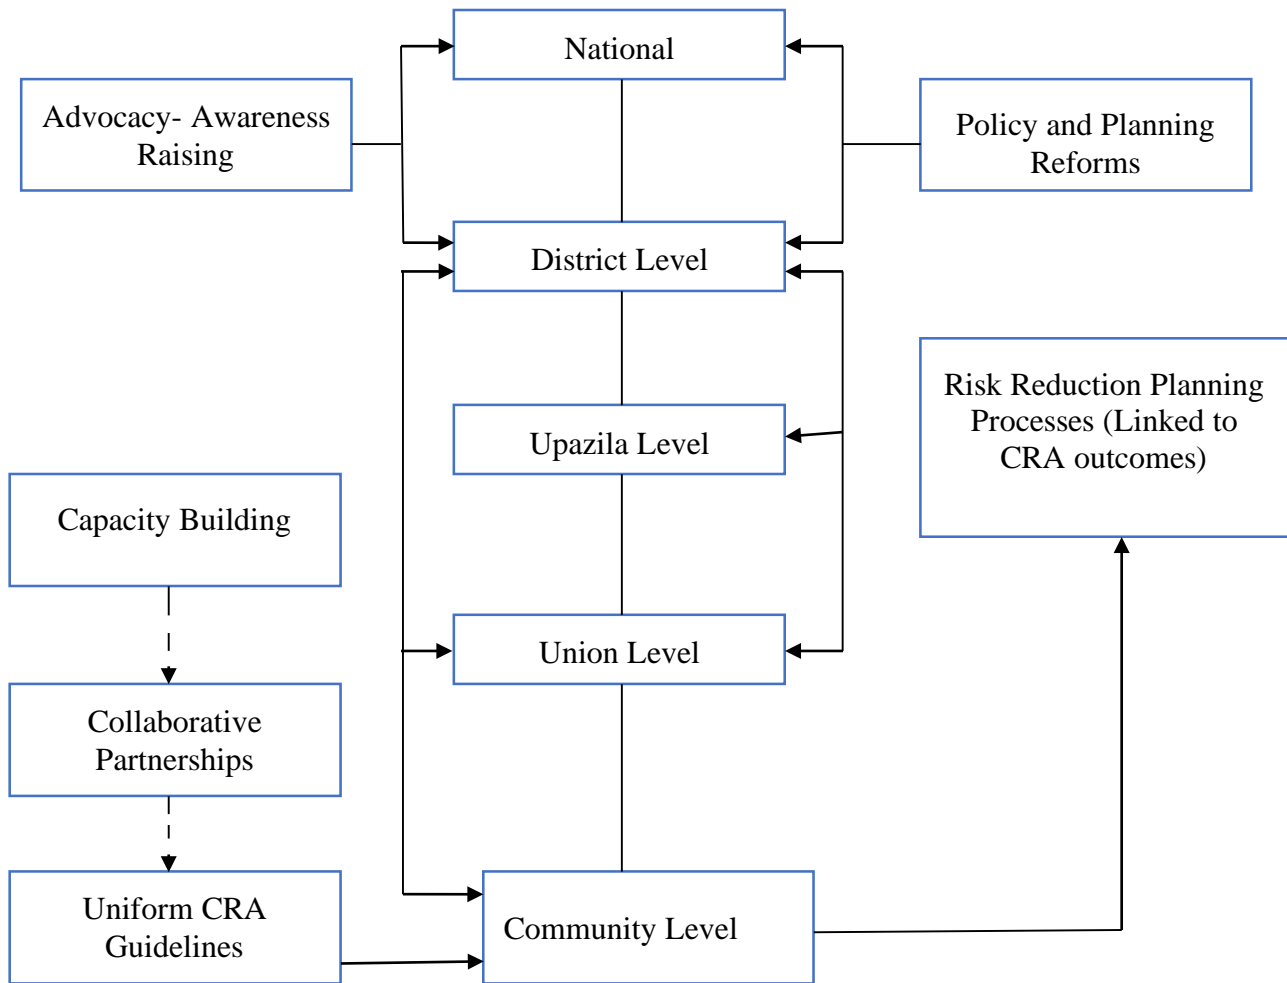 National
Advocacy- Awareness
Raising
Policy and Planning
Reforms
District Level
Risk Reduction Planning
Processes (Linked to
CRA outcomes)
Upazila Level
Capacity Building
Union Level
Collaborative
Partnerships
Uniform CRA
Guidelines
Community Level